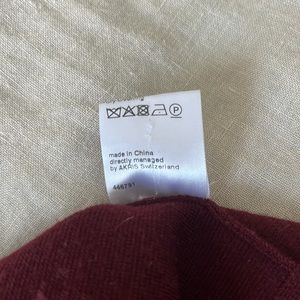 made in China
directly managed
by AKRIS Switzerland
446791